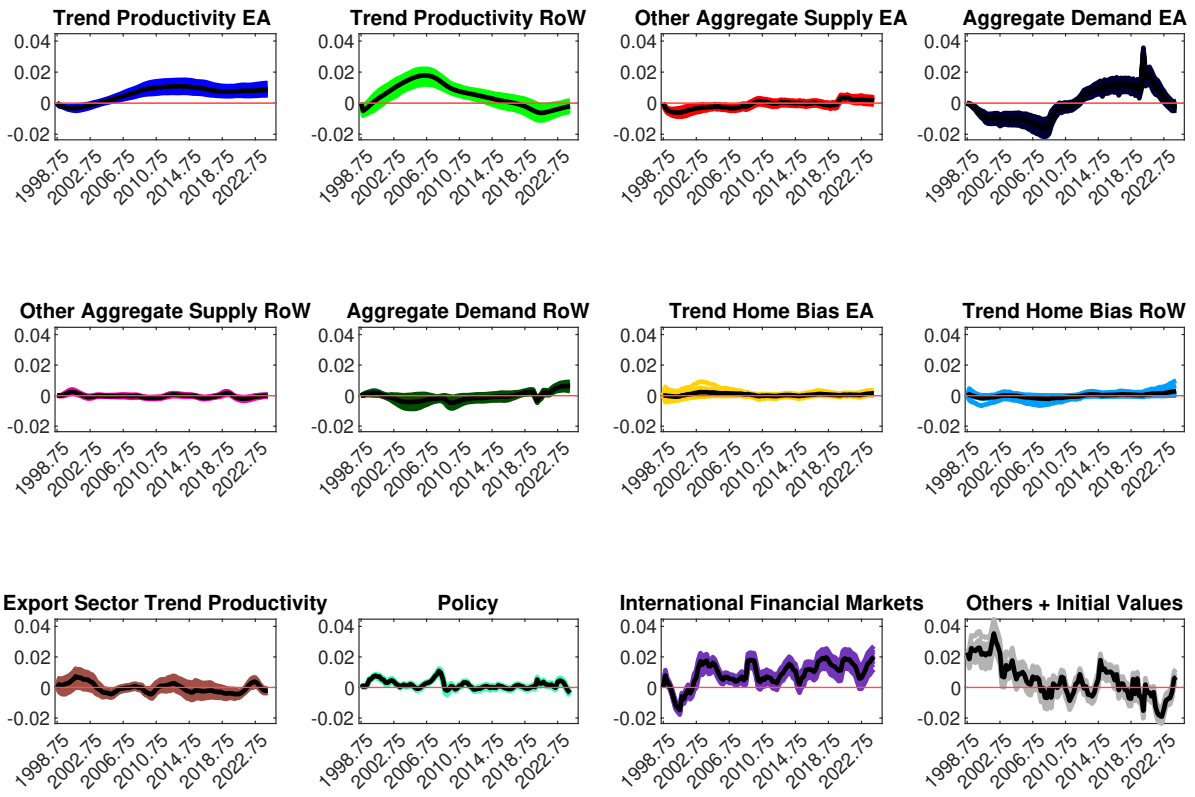 Trend Productivity EA
Trend Productivity RoW
Other Aggregate Supply EA
Aggregate Demand EA
0.04 0.04 0.04 0.04
0.02 0.02 0.02 0.02
0 0 0 0
-0.02 -0.02 -0.02 -0.02
1998.75 2002.75 2006.75 2010.75 2014.75 2018.75 2022.75
1998.75 2002.75 2006.75 2010.75 2014.75 2018.75 2022.75
1998.75 2002.75 2006.75 2010.75 2014.75 2018.75 2022.75
1998.75 2002.75 2006.75 2010.75 2014.75 2018.75 2022.75
Other Aggregate Supply RoW
Aggregate Demand RoW
Trend Home Bias EA
Trend Home Bias RoW
0.04 0.04 0.04 0.04
0.02 0.02 0.02 0.02
0 0 0 0
-0.02 -0.02 -0.02 -0.02
1998.75 2002.75 2006.75 2010.75 2014.75 2018.75 2022.75
1998.75 2002.75 2006.75 2010.75 2014.75 2018.75 2022.75
1998.75 2002.75 2006.75 2010.75 2014.75 2018.75 2022.75
1998.75 2002.75 2006.75 2010.75 2014.75 2018.75 2022.75
Export Sector Trend Productivity
Policy
International Financial Markets
Others + Initial Values
0.04 0.04 0.04 0.04
0.02 0.02 0.02 0.02
0 0 0 0
-0.02 -0.02 -0.02 -0.02
1998.75 2002.75 2006.75 2010.75 2014.75 2018.75 2022.75
1998.75 2002.75 2006.75 2010.75 2014.75 2018.75 2022.75
1998.75 2002.75 2006.75 2010.75 2014.75 2018.75 2022.75
1998.75 2002.75 2006.75 2010.75 2014.75 2018.75 2022.75